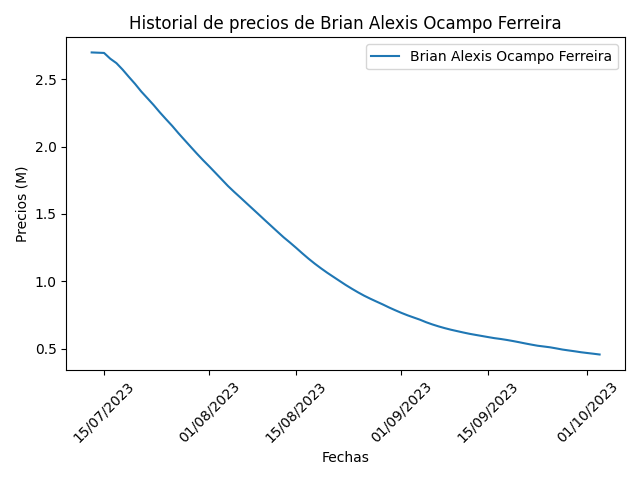 Historial de precios de Brian Alexis Ocampo Ferreira
Brian Alexis Ocampo Ferreira
Precios (M)
2.5
2.0
1.5
1.0
0.5
15/07/2023
01/08/2023
15/08/2023
01/09/2023
15/09/2023
01/10/2023
Fechas